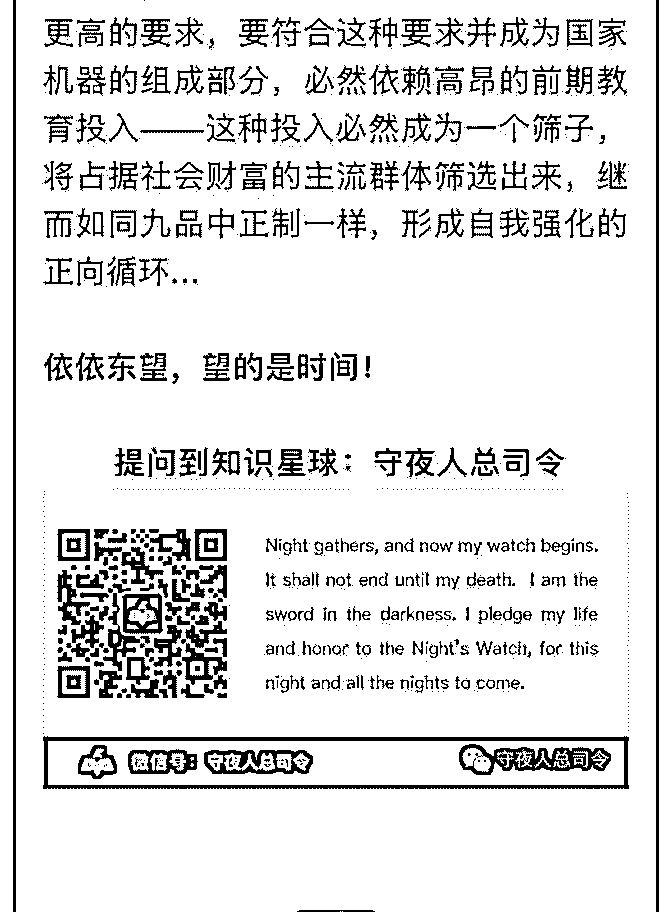 更高的要求，要符合这种要求并成为国家
机器的组成部分，必然依赖高昂的前期教
育投入——这种投入必然成为一个筛子，
将占据社会财富的主流群体筛选出来，继
而如同九品中正制一样，形成自我强化的
正向循环...
依依东望，望的是时间！
提问到知识星球：守夜人总司令
Night gathers, and now my watch begins.
It shall not end until my death. I am the
sword in the darkness. I pledge my life
and honor to the Night's Watch, for this
night and all the nights to come.
微信号：守夜人总司令
守夜人总司令